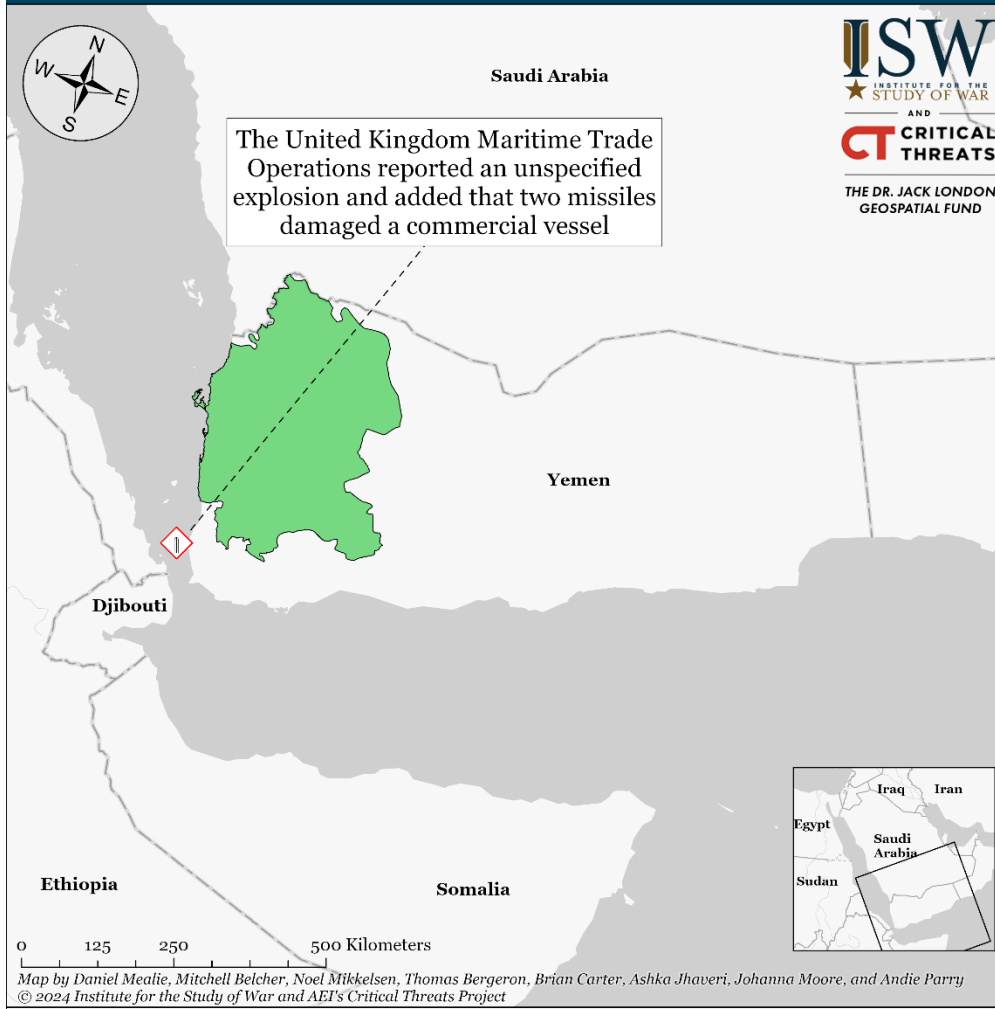 N
W
E
S
Saudi Arabia
ISW
INSTITUTE FOR THE
STUDY OF WAR
AND
CT CRITICAL
THREATS
THE DR. JACK LONDON
GEOSPATIAL FUND
The United Kingdom Maritime Trade
Operations reported an unspecified
explosion and added that two missiles
damaged a commercial vessel
Yemen
Djibouti
Ethiopia
Somalia
Iraq
Iran
Egypt
Saudi
Arabia
Sudan
0 125 250 500 Kilometers
Map by Daniel Mealie, Mitchell Belcher, Noel Mikkelsen, Thomas Bergeron, Brian Carter, Ashka Jhaveri, Johanna Moore, and Andie Parry
© 2024 Institute for the Study of War and AEI's Critical Threats Project